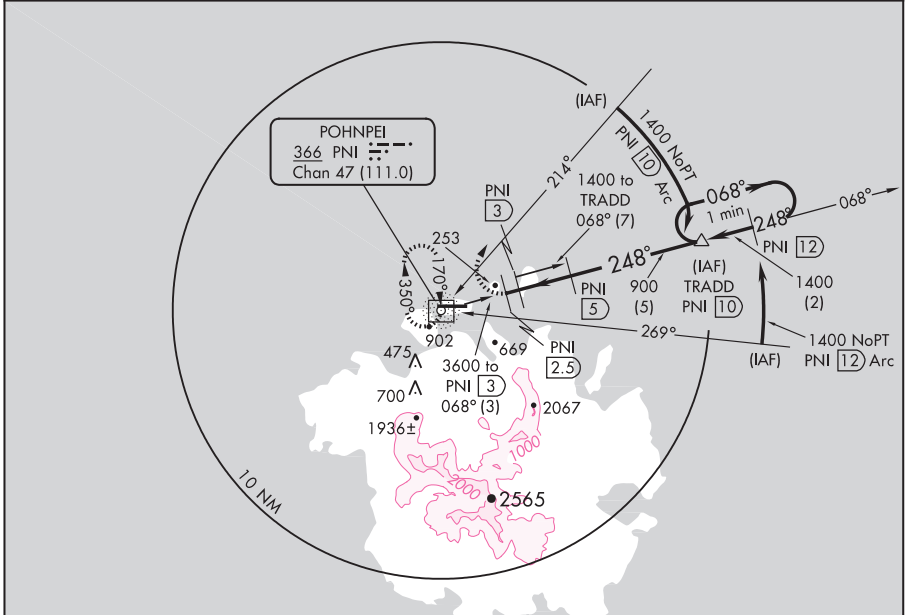 POHNPEI
366 PNI
Chan 47 (111.0)
(IAF)
1400 NoPT
PNI 10 Arc
214°
1400 to
TRADD
068° (7)
PNI
3
253
068°
1 min
248°
068°
PNI 12
248°
(IAF)
TRADD
PNI 10
900
(5)
1400
(2)
PNI
5
170°
350°
269°
1400 NoPT
PNI 12 Arc
(IAF)
902
669
PNI
2.5
475
3600 to
PNI 3
068° (3)
700
2067
1936±
1000
2000
2565
10 NM